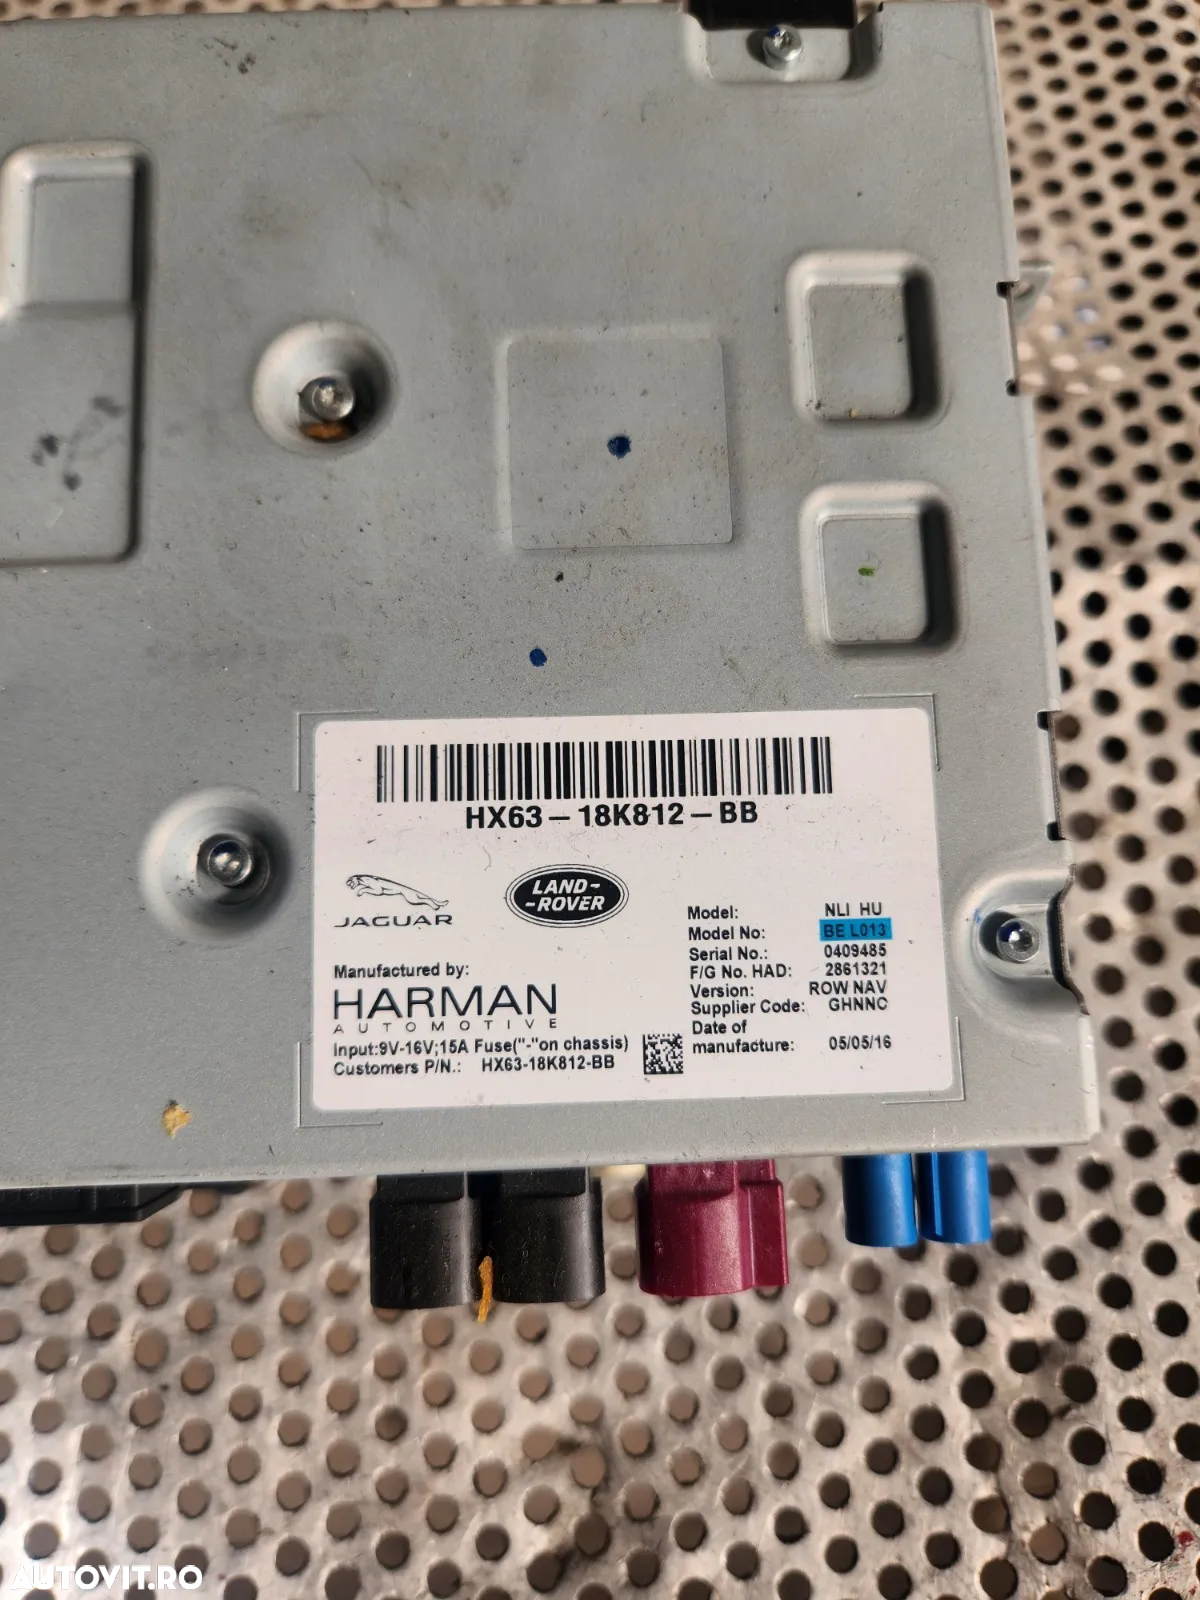 HX63-18K812-BB
JAGUAR
LAND-
-ROVER
Manufactured by:
HARMAN
AUTOMOTIVE
Input:9V-16V;15A Fuse("-"on chassis)
Customers P/N.: HX63-18K812-BB
Model: NLI HU
Model No: BE L013
Serial No.: 0409485
F/G No. HAD: 2861321
Version: ROW NAV
Supplier Code: GHNNC
Date of
manufacture: 05/05/16
AUTOVIT.RO